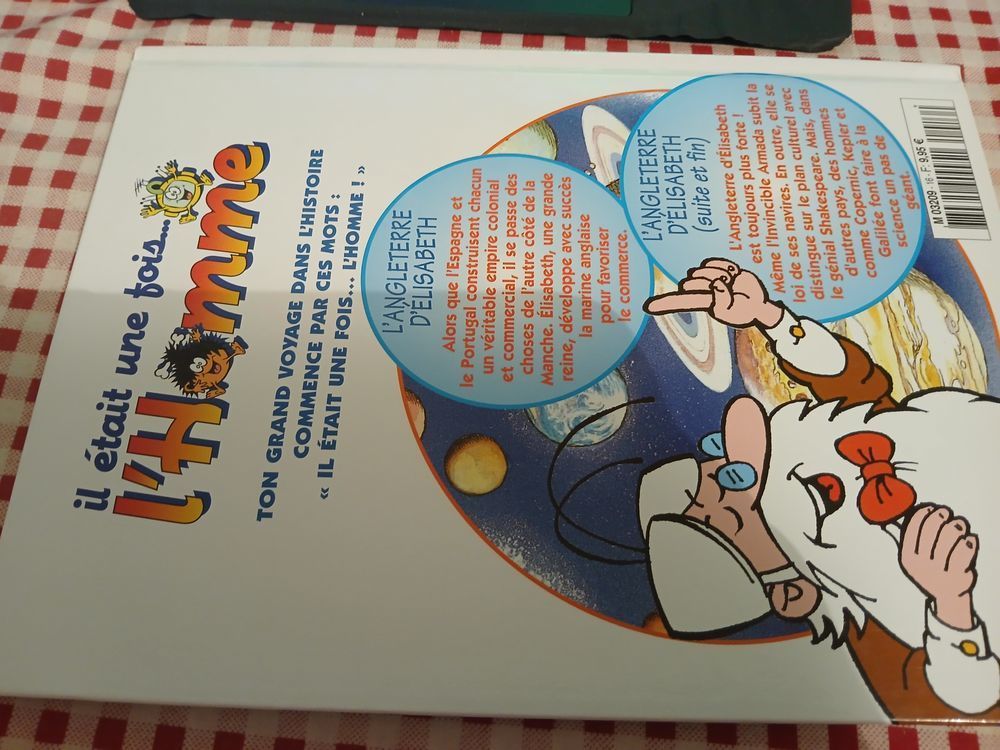 il était une fois...
l'Homme
TON GRAND VOYAGE DANS L'HISTOIRE
COMMENCE PAR CES MOTS :
« IL ÉTAIT UNE FOIS... L'HOMME ! »
L'ANGLETERRE
D'ÉLISABETH
Alors que l'Espagne et
le Portugal construisent chacun
un véritable empire colonial
et commercial, il se passe des
choses de l'autre côté de la
Manche. Élisabeth, une grande
reine, développe avec succès
la marine anglaise
pour favoriser
le commerce.
L'ANGLETERRE
D'ÉLISABETH
(suite et fin)
L'Angleterre d'Élisabeth
est toujours plus forte !
Même l'Invincible Armada subit la
loi de ses navires. En outre, elle se
distingue sur le plan culturel avec
le génial Shakespeare. Mais, dans
d'autres pays, des hommes
comme Copernic, Kepler et
Galilée font faire à la
science un pas de
géant.
M 03209 - 16 - F - 9,95 €